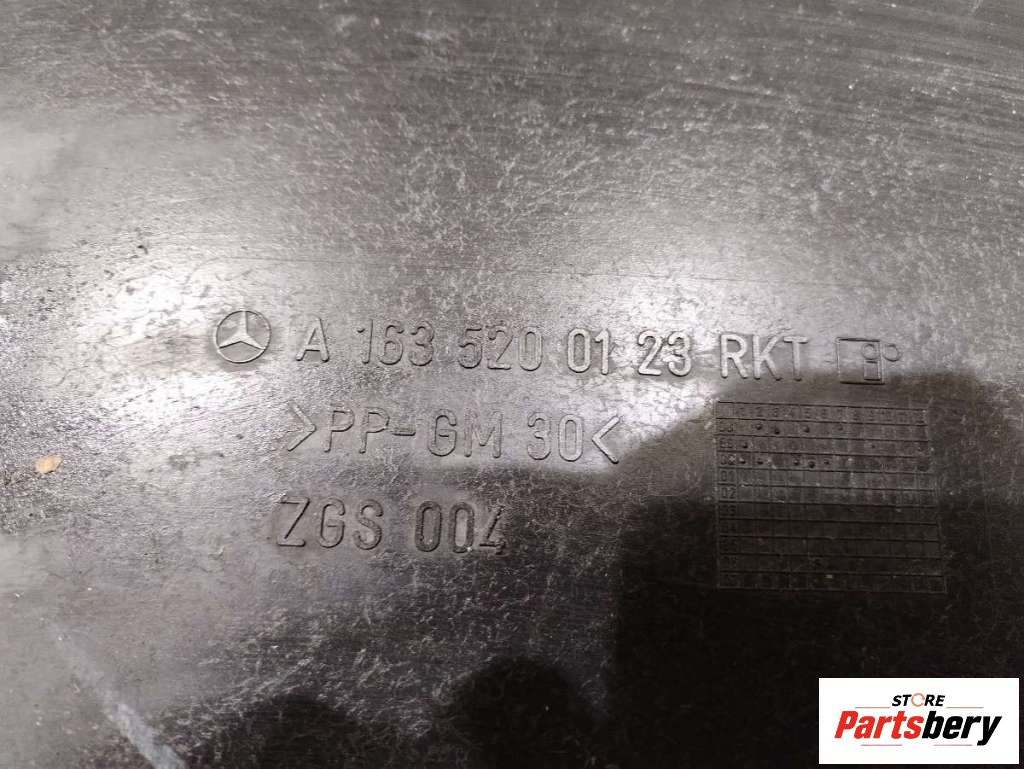 A 163 520 01 23 RKT
>PP-GM 30<
ZGS 004
STORE
Partsbery